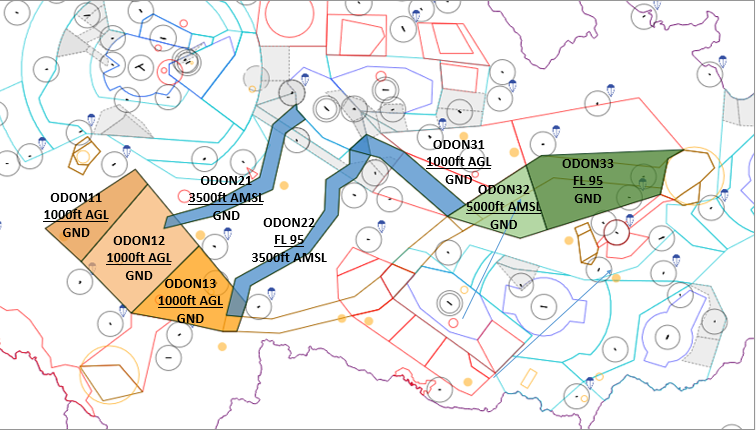 ODON11
1000ft AGL
GND
ODON12
1000ft AGL
GND
ODON13
1000ft AGL
GND
ODON21
3500ft AMSL
GND
ODON22
FL 95
3500ft AMSL
ODON31
1000ft AGL
GND
ODON32
5000ft AMSL
GND
ODON33
FL 95
GND